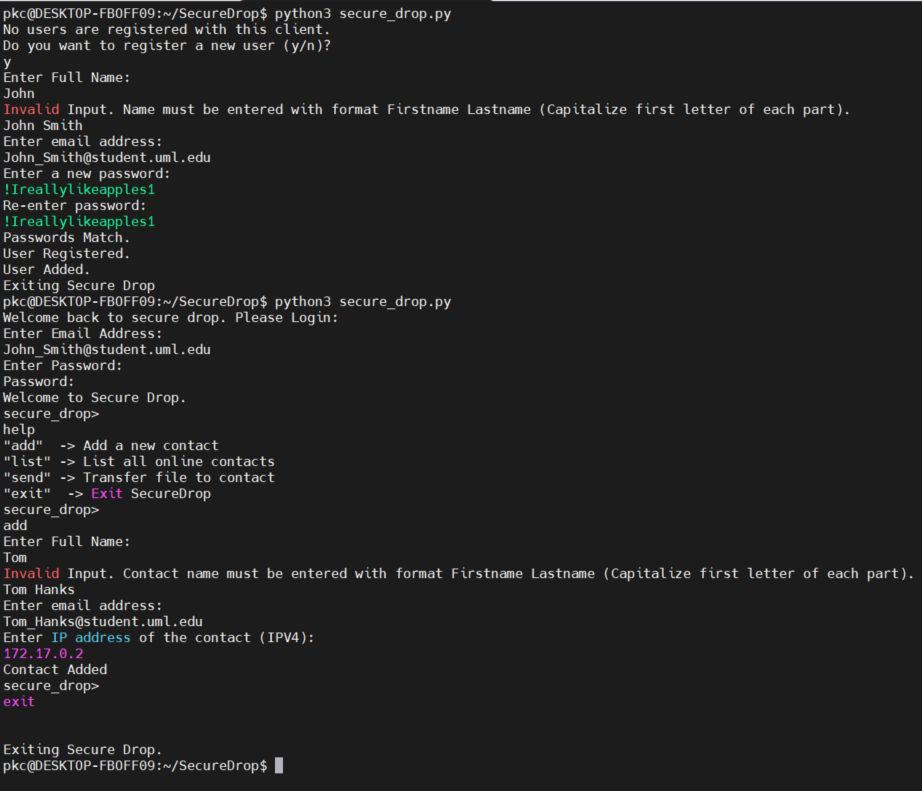 pkc@DESKTOP-FBOFF09:~/SecureDrop$ python3 secure_drop.py
No users are registered with this client.
Do you want to register a new user (y/n)?
y
Enter Full Name:
John
Invalid Input. Name must be entered with format Firstname Lastname (Capitalize first letter of each part).
John Smith
Enter email address:
John_Smith@student.uml.edu
Enter a new password:
!Ireallylikeapples1
Re-enter password:
!Ireallylikeapples1
Passwords Match.
User Registered.
User Added.
Exiting Secure Drop
pkc@DESKTOP-FBOFF09:~/SecureDrop$ python3 secure_drop.py
Welcome back to secure drop. Please Login:
Enter Email Address:
John_Smith@student.uml.edu
Enter Password:
Password:
Welcome to Secure Drop.
secure_drop>
help
"add"  -> Add a new contact
"list" -> List all online contacts
"send" -> Transfer file to contact
"exit"  -> Exit SecureDrop
secure_drop>
add
Enter Full Name:
Tom
Invalid Input. Contact name must be entered with format Firstname Lastname (Capitalize first letter of each part).
Tom Hanks
Enter email address:
Tom_Hanks@student.uml.edu
Enter IP address of the contact (IPV4):
172.17.0.2
Contact Added
secure_drop>
exit
Exiting Secure Drop.
pkc@DESKTOP-FBOFF09:~/SecureDrop$